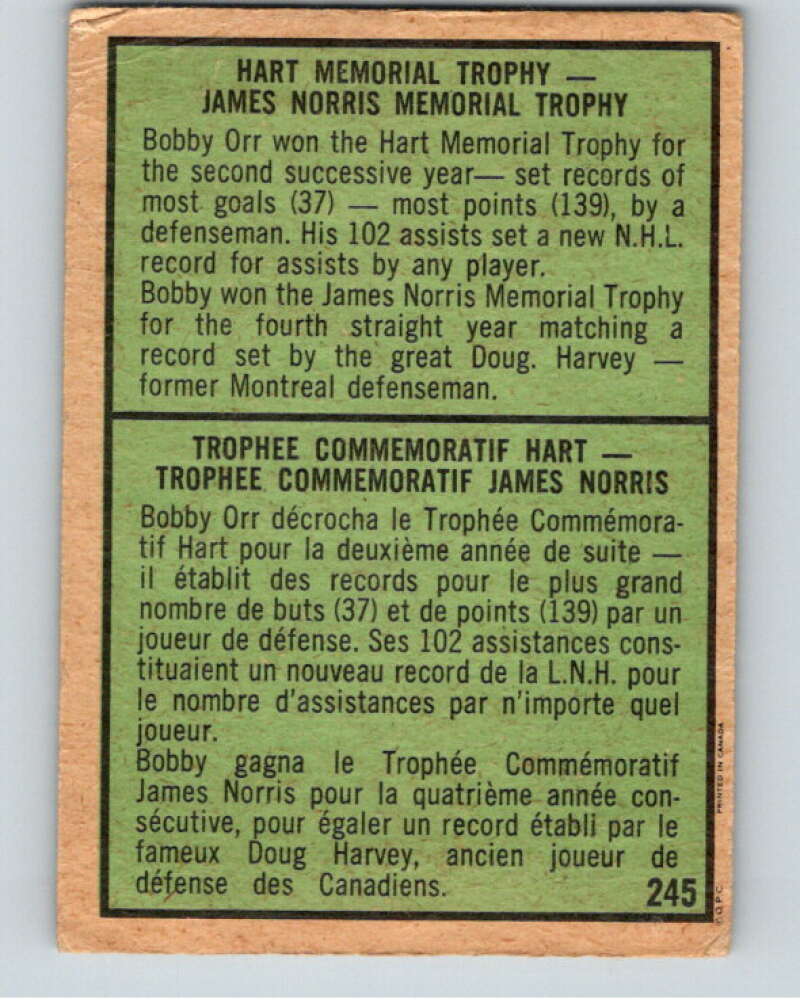 HART MEMORIAL TROPHY —
JAMES NORRIS MEMORIAL TROPHY
Bobby Orr won the Hart Memorial Trophy for
the second successive year— set records of
most goals (37) — most points (139), by a
defenseman. His 102 assists set a new N.H.L.
record for assists by any player.
Bobby won the James Norris Memorial Trophy
for the fourth straight year matching a
record set by the great Doug. Harvey —
former Montreal defenseman.
TROPHEE COMMEMORATIF HART —
TROPHEE COMMEMORATIF JAMES NORRIS
Bobby Orr décrocha le Trophée Commémora-
tif Hart pour la deuxième année de suite —
il établit des records pour le plus grand
nombre de buts (37) et de points (139) par un
joueur de défense. Ses 102 assistances cons-
tituaient un nouveau record de la L.N.H. pour
le nombre d'assistances par n'importe quel
joueur.
Bobby gagna le Trophée Commémoratif
James Norris pour la quatrième année con-
sécutive, pour égaler un record établi par le
fameux Doug Harvey, ancien joueur de
défense des Canadiens.
245
©O.P.C.
PRINTED IN CANADA